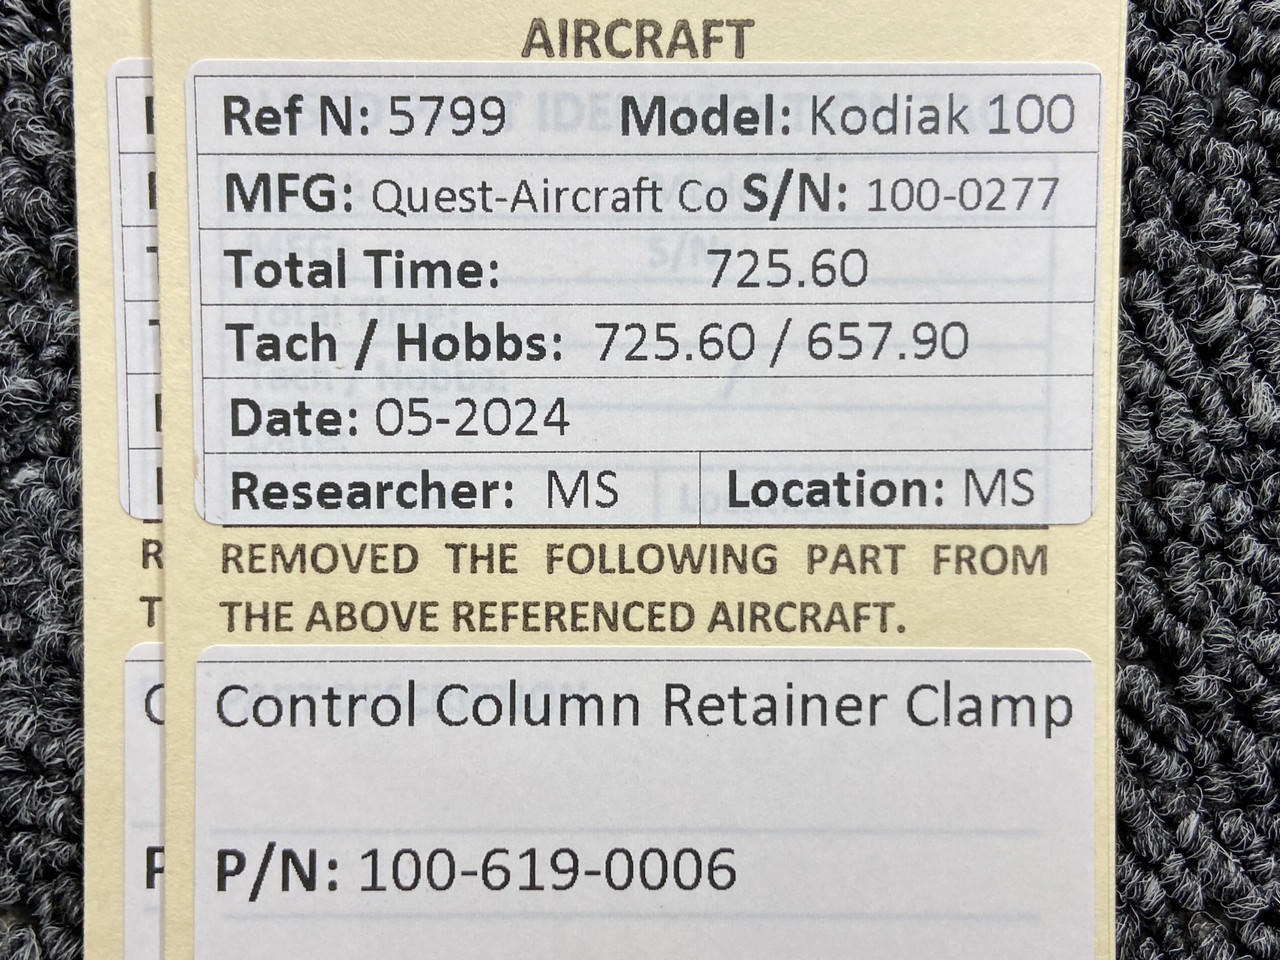 AIRCRAFT
Ref N: 5799 Model: Kodiak 100
MFG: Quest-Aircraft Co S/N: 100-0277
Total Time: 725.60
Tach / Hobbs: 725.60 / 657.90
Date: 05-2024
Researcher: MS Location: MS
REMOVED THE FOLLOWING PART FROM
THE ABOVE REFERENCED AIRCRAFT.
Control Column Retainer Clamp
P/N: 100-619-0006